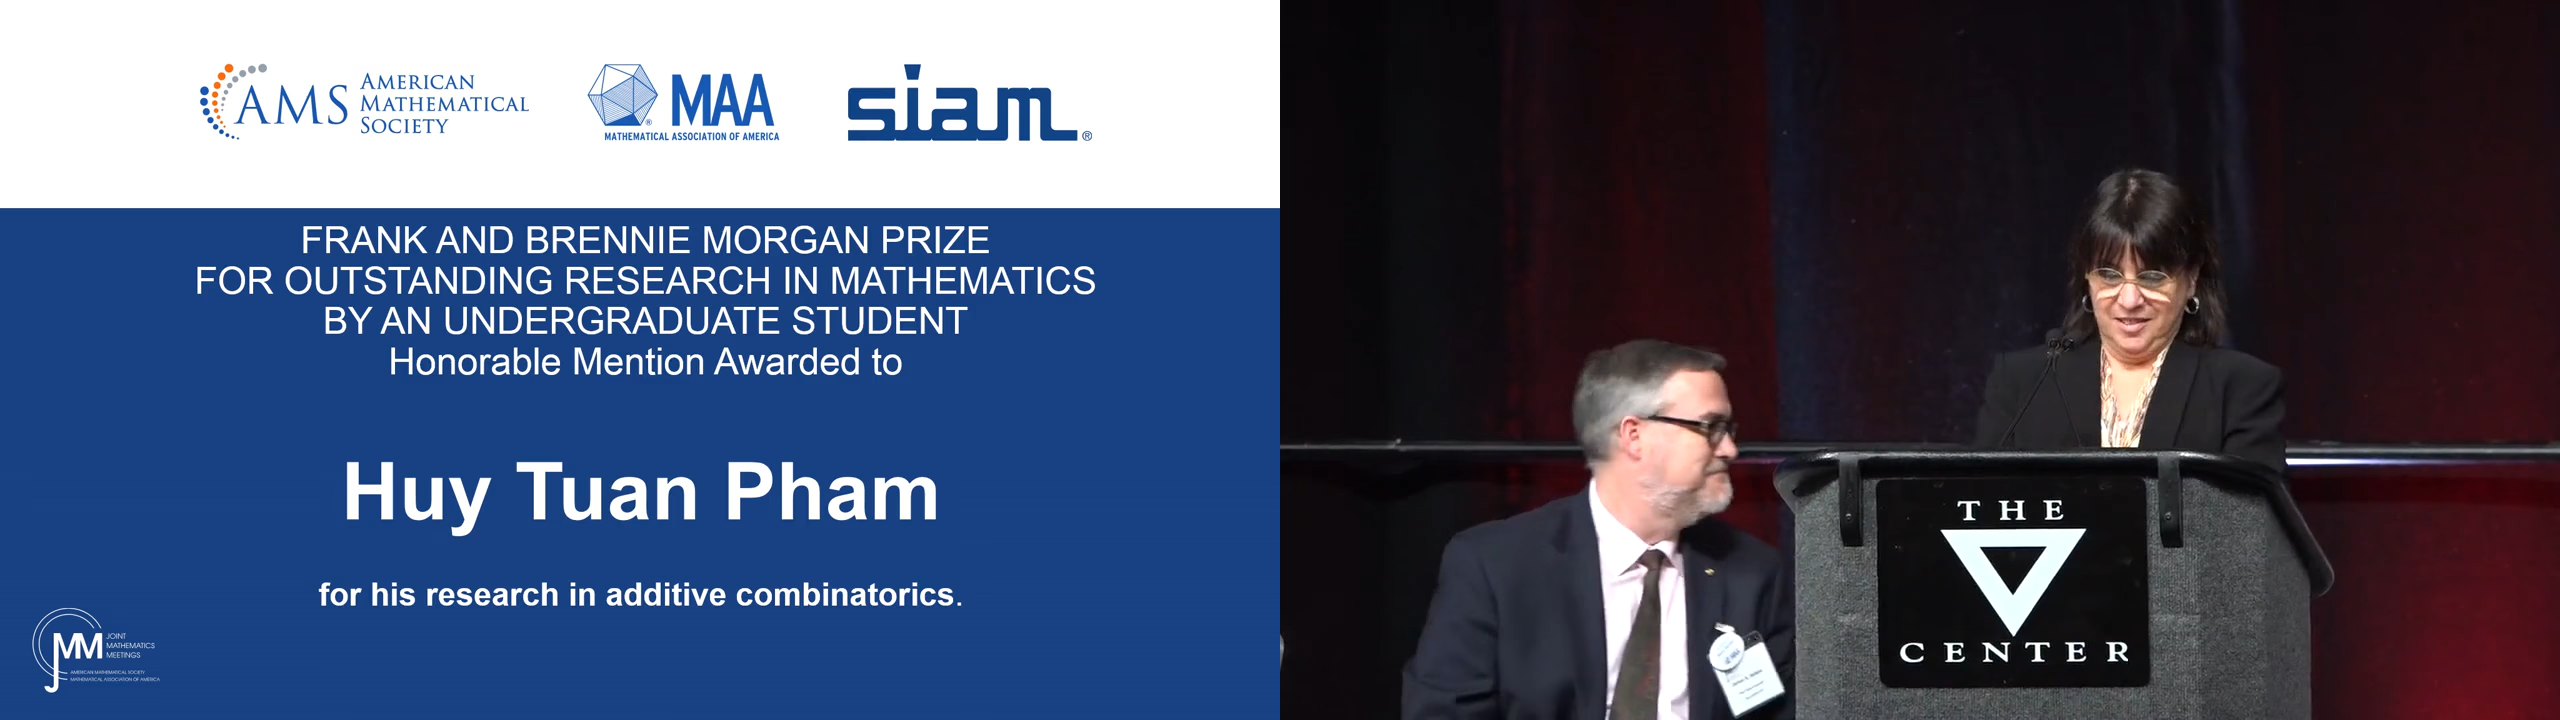 AMS AMERICAN
MATHEMATICAL
SOCIETY
MAA
MATHEMATICAL ASSOCIATION OF AMERICA
siam®
FRANK AND BRENNIE MORGAN PRIZE
FOR OUTSTANDING RESEARCH IN MATHEMATICS
BY AN UNDERGRADUATE STUDENT
Honorable Mention Awarded to
Huy Tuan Pham
for his research in additive combinatorics.
JMM JOINT
MATHEMATICS
MEETINGS
AMERICAN MATHEMATICAL SOCIETY
MATHEMATICAL ASSOCIATION OF AMERICA
THE
CENTER